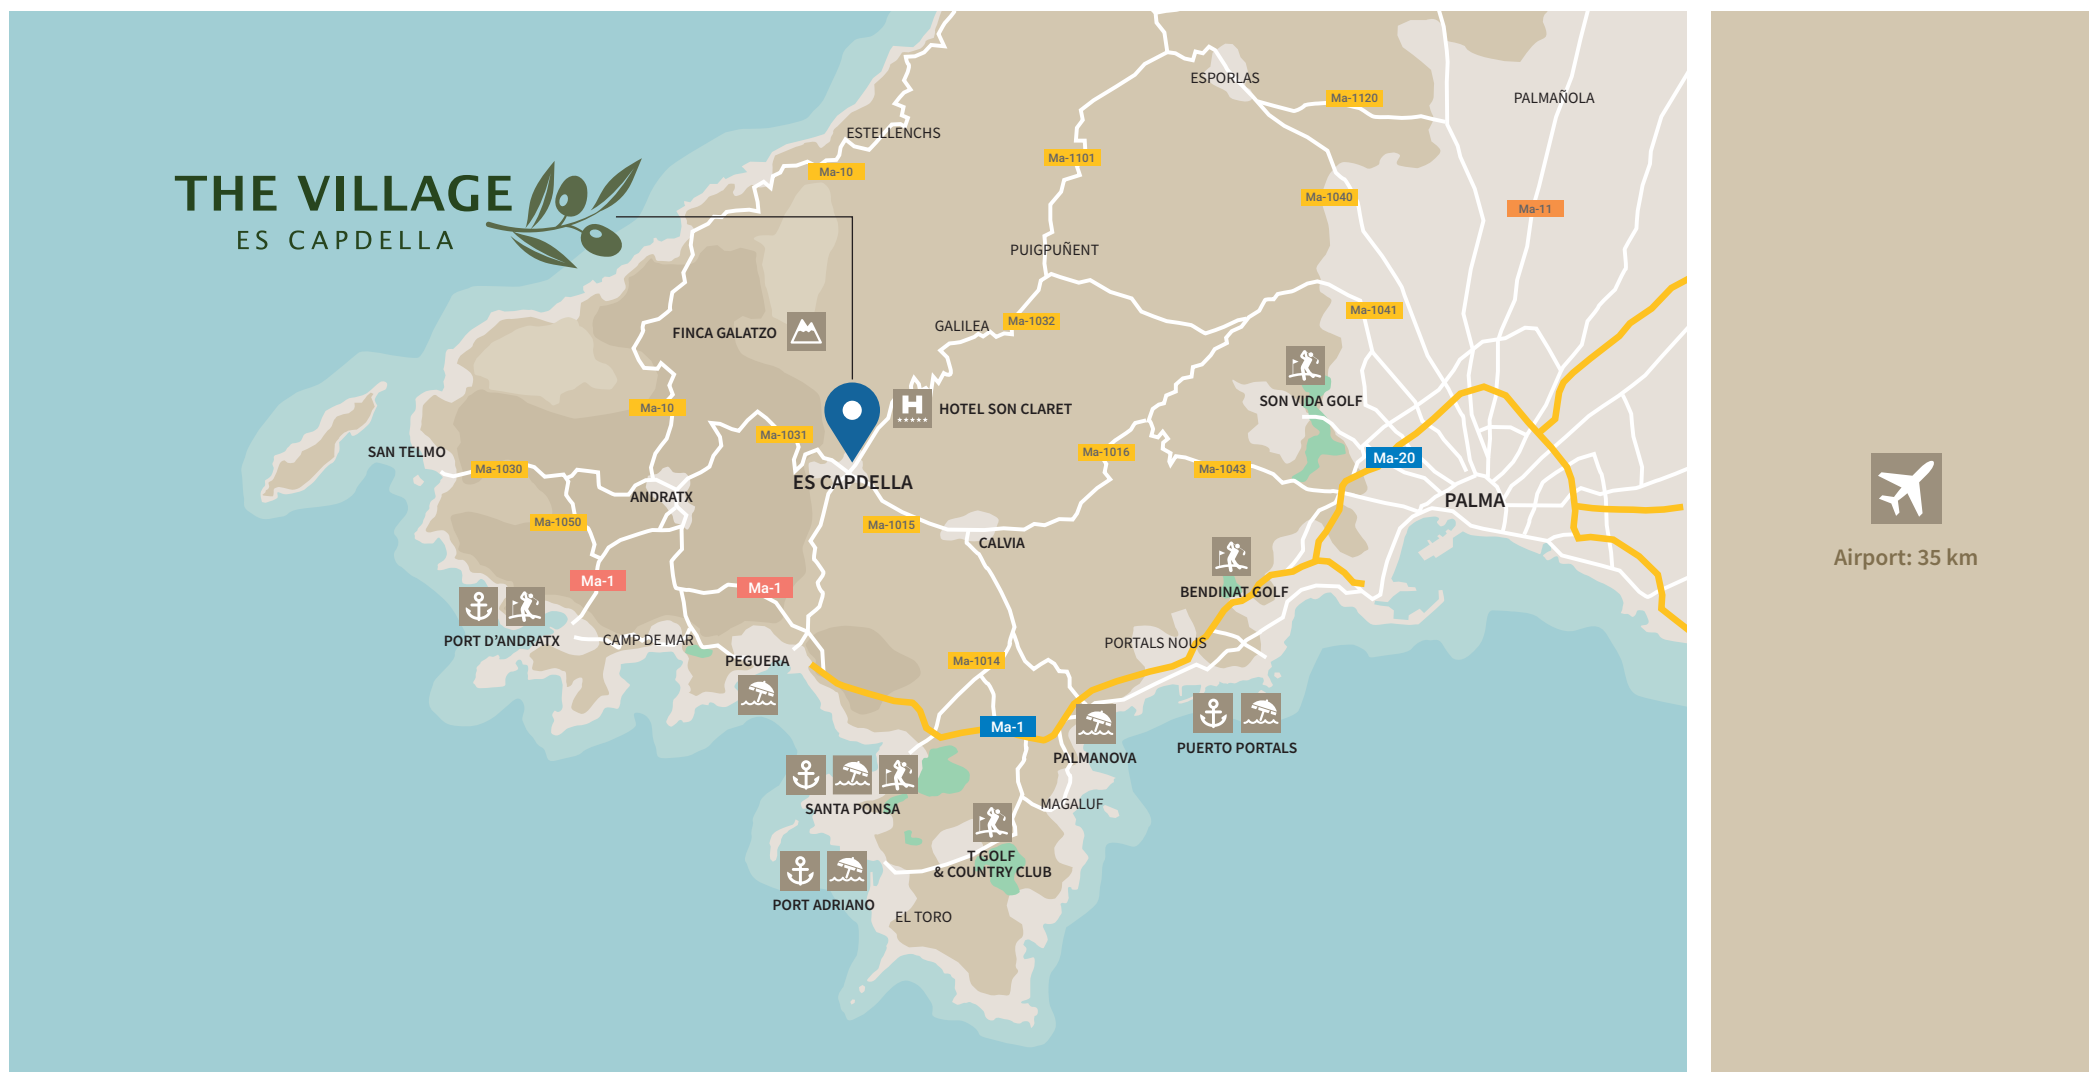 ESPORLAS
Ma-1120
PALMAÑOLA
ESTELLENCHS
Ma-10
Ma-1101
THE VILLAGE
ES CAPDELLA
Ma-1040
Ma-11
PUIGPUÑENT
FINCA GALATZO
GALILEA
Ma-1032
Ma-1041
SON VIDA GOLF
Ma-10
H
HOTEL SON CLARET
SAN TELMO
Ma-1030
Ma-1031
Ma-1016
Ma-1043
Ma-20
ANDRATX
ES CAPDELLA
PALMA
Ma-1050
Ma-1015
CALVIA
Airport: 35 km
Ma-1
Ma-1
BENDINAT GOLF
PORT D’ANDRATX
CAMP DE MAR
PORTALS NOUS
PEGUERA
Ma-1014
Ma-1
PALMANOVA
PUERTO PORTALS
SANTA PONSA
MAGALUF
T GOLF
& COUNTRY CLUB
PORT ADRIANO
EL TORO